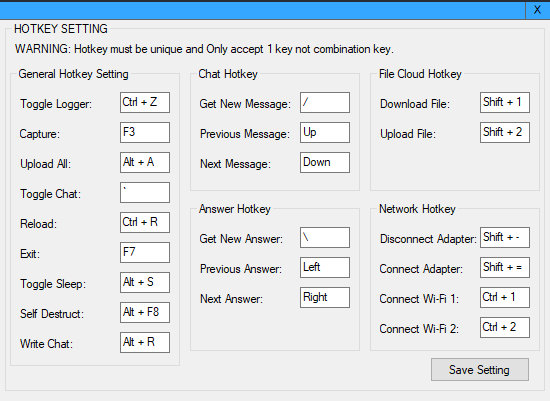 X
HOTKEY SETTING
WARNING: Hotkey must be unique and Only accept 1 key not combination key.
General Hotkey Setting
Toggle Logger: Ctrl + Z
Capture: F3
Upload All: Alt + A
Toggle Chat: `
Reload: Ctrl + R
Exit: F7
Toggle Sleep: Alt + S
Self Destruct: Alt + F8
Write Chat: Alt + R
Chat Hotkey
Get New Message: /
Previous Message: Up
Next Message: Down
Answer Hotkey
Get New Answer: \
Previous Answer: Left
Next Answer: Right
File Cloud Hotkey
Download File: Shift + 1
Upload File: Shift + 2
Network Hotkey
Disconnect Adapter: Shift + -
Connect Adapter: Shift + =
Connect Wi-Fi 1: Ctrl + 1
Connect Wi-Fi 2: Ctrl + 2
Save Setting